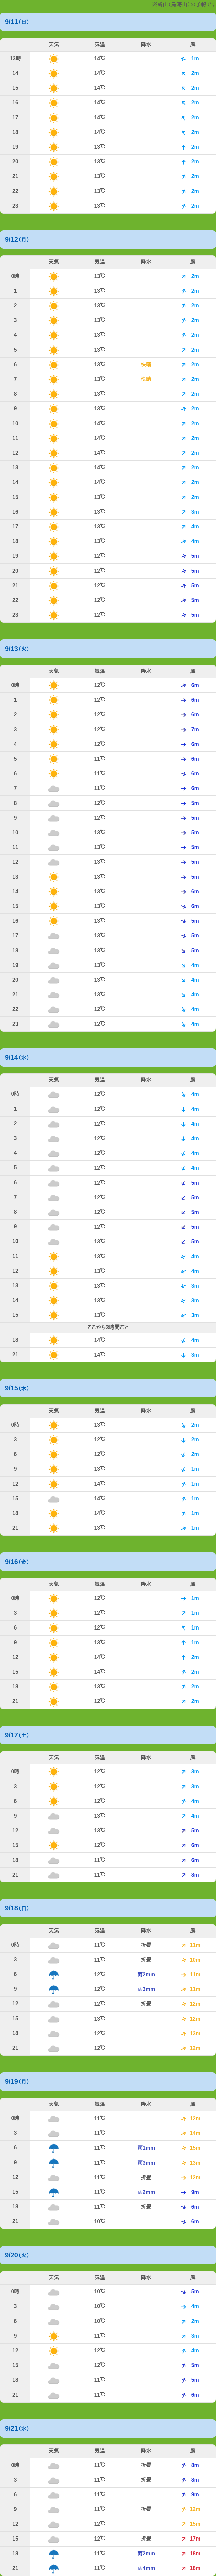 の予報です
9/11（日）
天気 気温 降水 風
13時 14℃ 1m
14 14℃ 2m
15 14℃ 2m
16 14℃ 2m
17 14℃ 2m
18 14℃ 2m
19 13℃ 2m
20 13℃ 2m
21 13℃ 2m
22 13℃ 2m
23 13℃ 2m
9/12（月）
天気 気温 降水 風
0時 13℃ 2m
1 13℃ 2m
2 13℃ 2m
3 13℃ 2m
4 13℃ 2m
5 13℃ 2m
6 13℃ 快晴 2m
7 13℃ 快晴 2m
8 13℃ 2m
9 13℃ 2m
10 14℃ 2m
11 14℃ 2m
12 14℃ 2m
13 14℃ 2m
14 14℃ 2m
15 13℃ 2m
16 13℃ 3m
17 13℃ 4m
18 13℃ 4m
19 12℃ 5m
20 12℃ 5m
21 12℃ 5m
22 12℃ 5m
23 12℃ 5m
9/13（火）
天気 気温 降水 風
0時 12℃ 6m
1 12℃ 6m
2 12℃ 6m
3 12℃ 7m
4 12℃ 6m
5 11℃ 6m
6 11℃ 6m
7 11℃ 6m
8 12℃ 5m
9 12℃ 5m
10 13℃ 5m
11 13℃ 5m
12 13℃ 5m
13 13℃ 5m
14 13℃ 6m
15 13℃ 6m
16 13℃ 5m
17 13℃ 5m
18 13℃ 5m
19 13℃ 4m
20 13℃ 4m
21 13℃ 4m
22 12℃ 4m
23 12℃ 4m
9/14（水）
天気 気温 降水 風
0時 12℃ 4m
1 12℃ 4m
2 12℃ 4m
3 12℃ 4m
4 12℃ 4m
5 12℃ 4m
6 12℃ 5m
7 12℃ 5m
8 12℃ 5m
9 12℃ 5m
10 13℃ 5m
11 13℃ 4m
12 13℃ 4m
13 13℃ 3m
14 13℃ 3m
15 13℃ 3m
ここから3時間ごと
18 14℃ 4m
21 14℃ 3m
9/15（木）
天気 気温 降水 風
0時 13℃ 2m
3 12℃ 2m
6 12℃ 2m
9 13℃ 1m
12 14℃ 1m
15 14℃ 1m
18 14℃ 1m
21 13℃ 1m
9/16（金）
天気 気温 降水 風
0時 12℃ 1m
3 13℃ 1m
6 12℃ 1m
9 13℃ 1m
12 14℃ 2m
15 14℃ 2m
18 13℃ 2m
21 12℃ 2m
9/17（土）
天気 気温 降水 風
0時 12℃ 3m
3 12℃ 3m
6 12℃ 4m
9 13℃ 4m
12 13℃ 5m
15 12℃ 6m
18 11℃ 6m
21 11℃ 8m
9/18（日）
天気 気温 降水 風
0時 11℃ 折畳 11m
3 11℃ 折畳 10m
6 12℃ 雨2mm 11m
9 12℃ 雨3mm 11m
12 12℃ 折畳 12m
15 13℃ 12m
18 12℃ 13m
21 12℃ 12m
9/19（月）
天気 気温 降水 風
0時 11℃ 12m
3 11℃ 14m
6 11℃ 雨1mm 15m
9 11℃ 雨3mm 13m
12 11℃ 折畳 12m
15 11℃ 雨2mm 9m
18 11℃ 折畳 6m
21 10℃ 6m
9/20（火）
天気 気温 降水 風
0時 10℃ 5m
3 10℃ 4m
6 10℃ 2m
9 11℃ 3m
12 12℃ 4m
15 12℃ 5m
18 11℃ 5m
21 11℃ 6m
9/21（水）
天気 気温 降水 風
0時 11℃ 折畳 8m
3 11℃ 折畳 8m
6 11℃ 9m
9 11℃ 折畳 12m
12 12℃ 15m
15 12℃ 折畳 17m
18 11℃ 雨2mm 18m
21 11℃ 雨4mm 18m